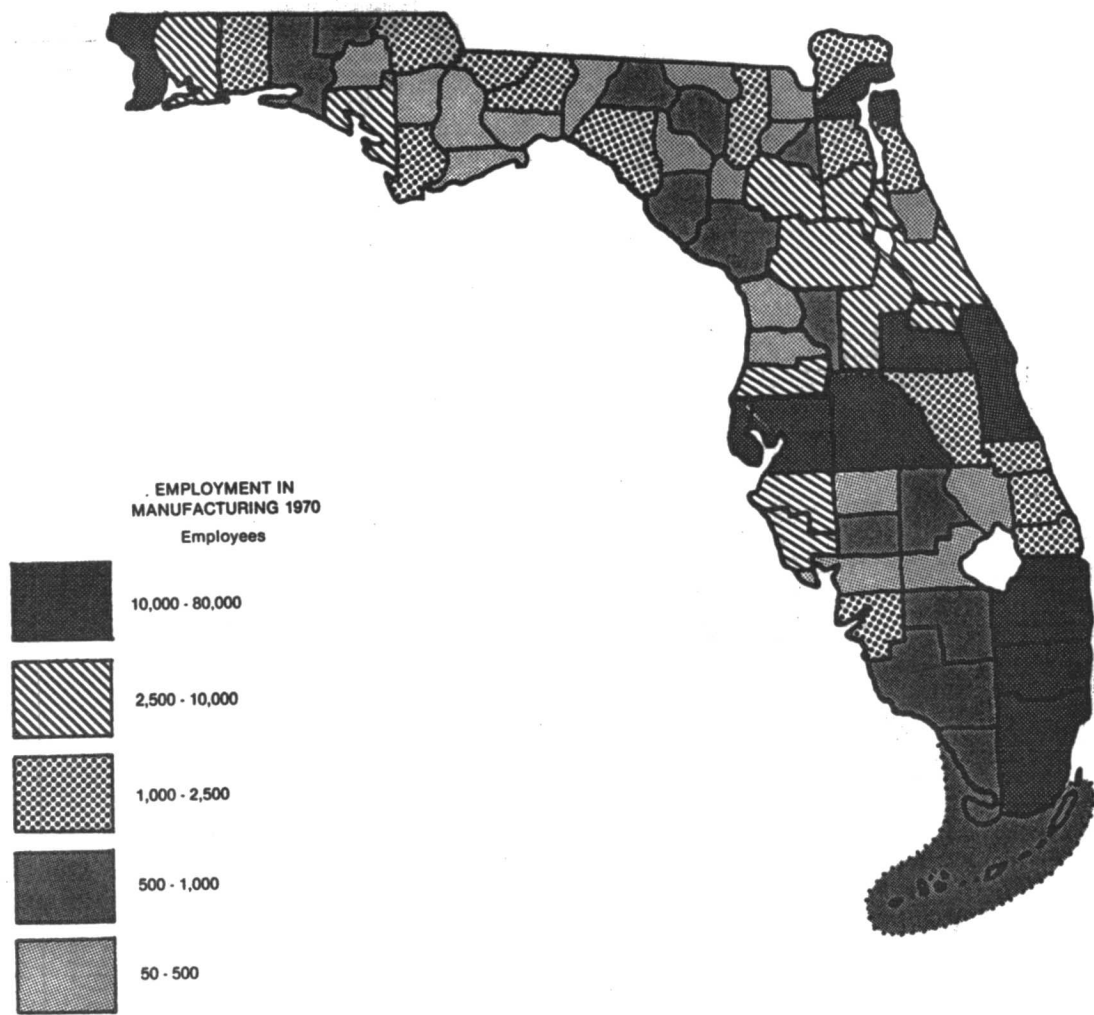 . EMPLOYMENT IN
MANUFACTURING 1970
Employees
10,000 - 80,000
2,500 - 10,000
1,000 - 2,500
500 - 1,000
50 - 500